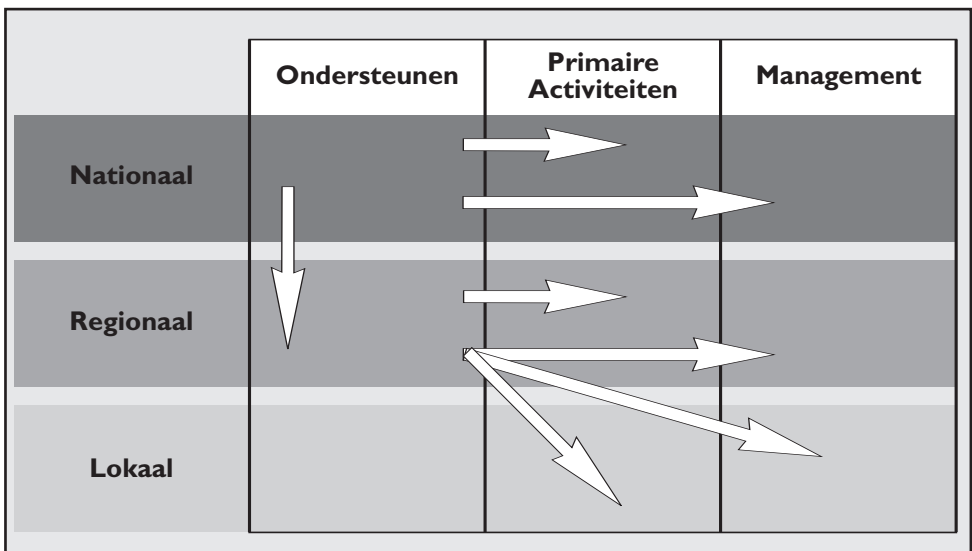 Ondersteunen
Primaire
Activiteiten
Management
Nationaal
Regionaal
Lokaal